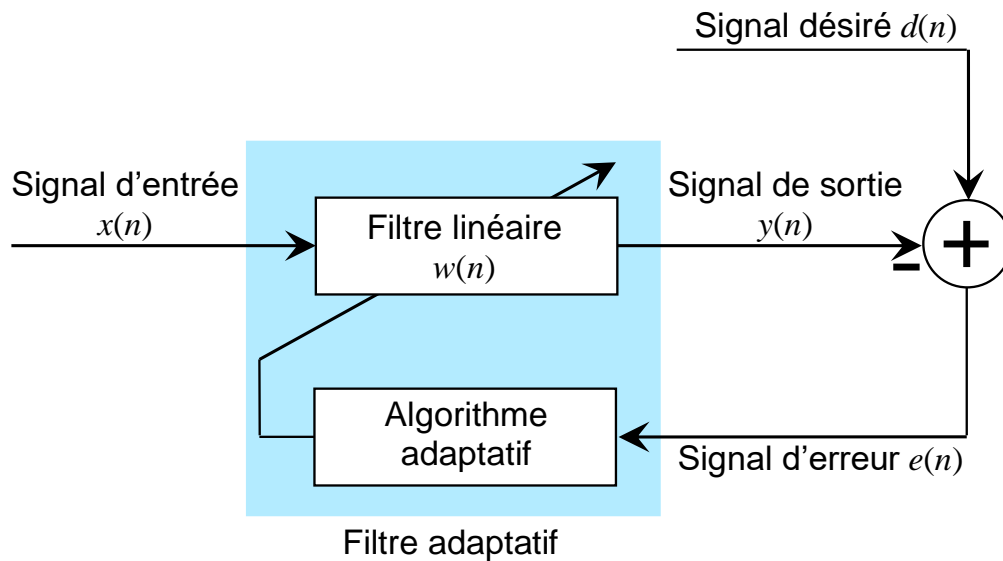 Signal désiré d(n)
Signal d’entrée
x(n)
Filtre linéaire
w(n)
Signal de sortie
y(n)
+
-
Algorithme
adaptatif
Signal d’erreur e(n)
Filtre adaptatif